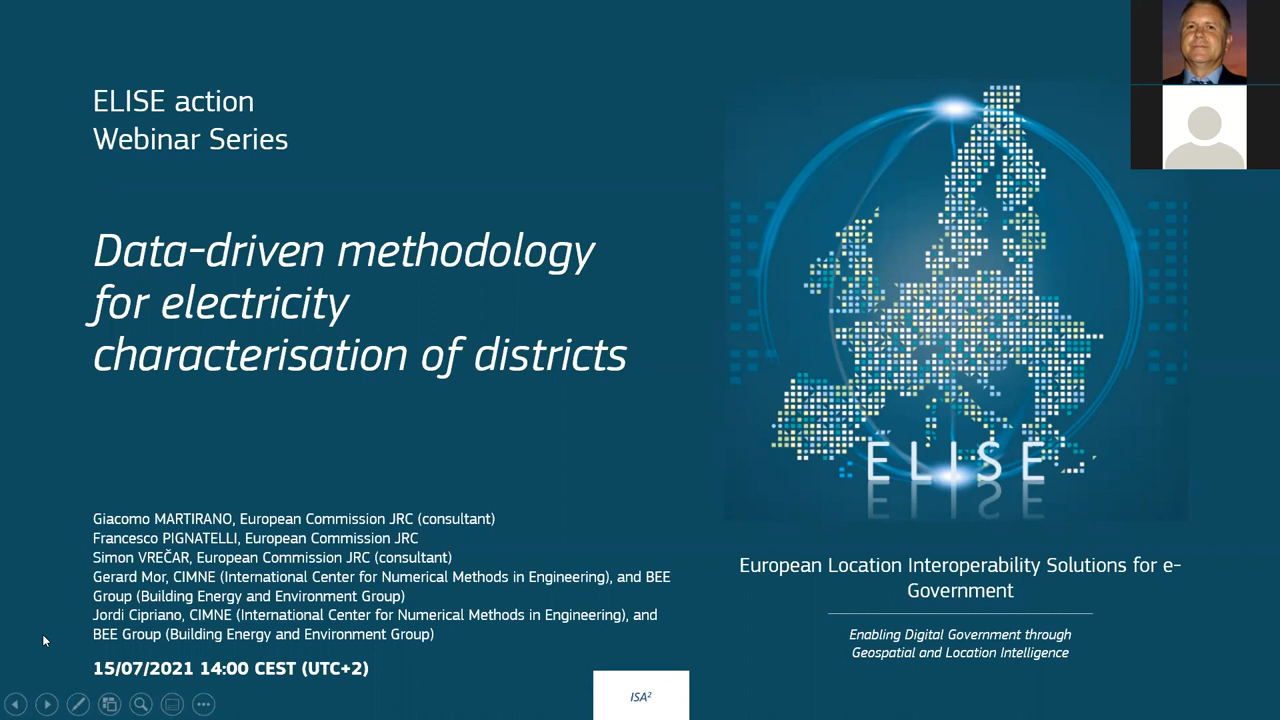 ELISE action
Webinar Series
Data-driven methodology
for electricity
characterisation of districts
Giacomo MARTIRANO, European Commission JRC (consultant)
Francesco PIGNATELLI, European Commission JRC
Simon VREČAR, European Commission JRC (consultant)
Gerard Mor, CIMNE (International Center for Numerical Methods in Engineering), and BEE
Group (Building Energy and Environment Group)
Jordi Cipriano, CIMNE (International Center for Numerical Methods in Engineering), and
BEE Group (Building Energy and Environment Group)
15/07/2021 14:00 CEST (UTC+2)
ELISE
European Location Interoperability Solutions for e-
Government
Enabling Digital Government through
Geospatial and Location Intelligence
ISA²